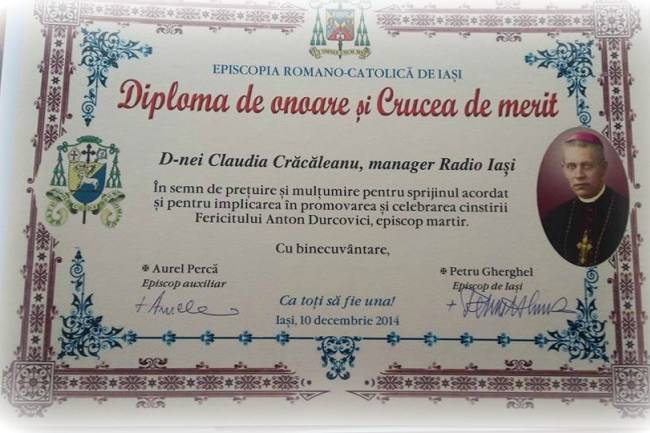 EPISCOPIA ROMANO-CATOLICĂ DE IAȘI
Diploma de onoare și Crucea de merit
D-nei Claudia Crăcăleanu, manager Radio Iași
În semn de prețuire și mulțumire pentru sprijinul acordat
și pentru implicarea în promovarea și celebrarea cinstirii
Fericitului Anton Durcovici, episcop martir.
Cu binecuvântare,
✠ Aurel Percă
Episcop auxiliar
✠ Petru Gherghel
Episcop de Iași
Ca toți să fie una!
Iași, 10 decembrie 2014